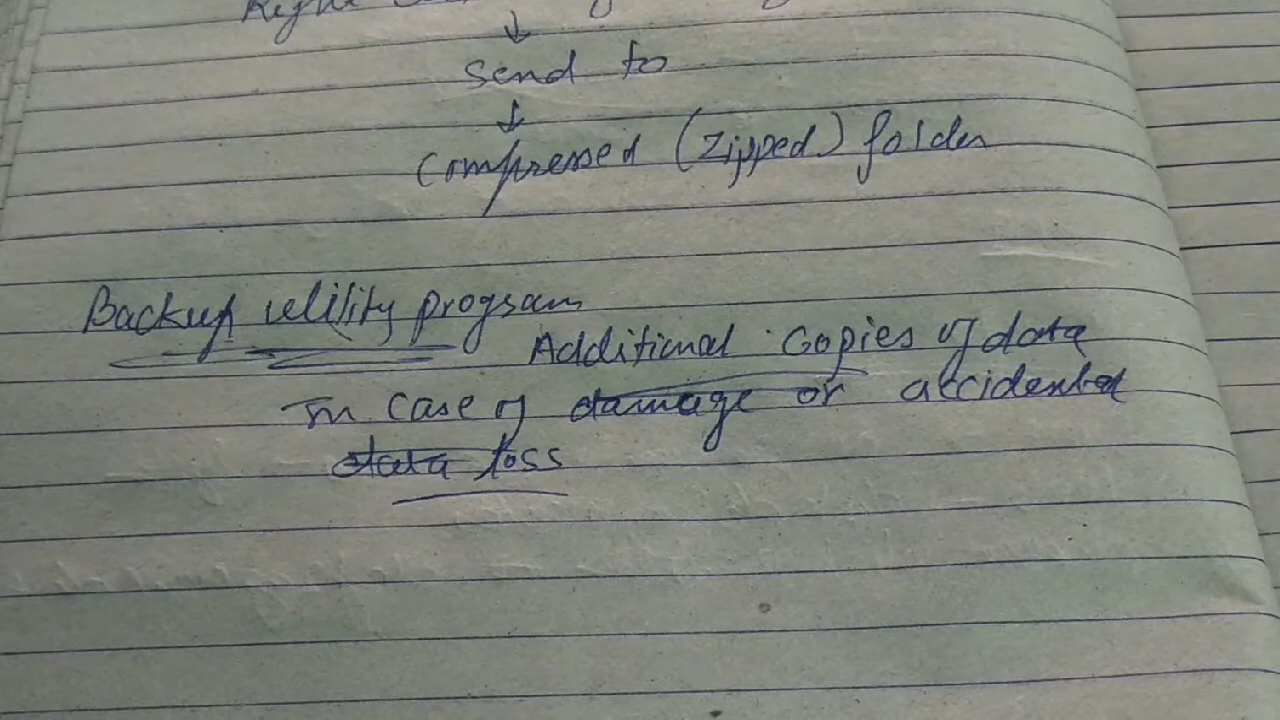 Right
↓
send to
↓
compressed (zipped) folder
Backup utility program
Additional copies of data
In case of damage or accidental
data loss